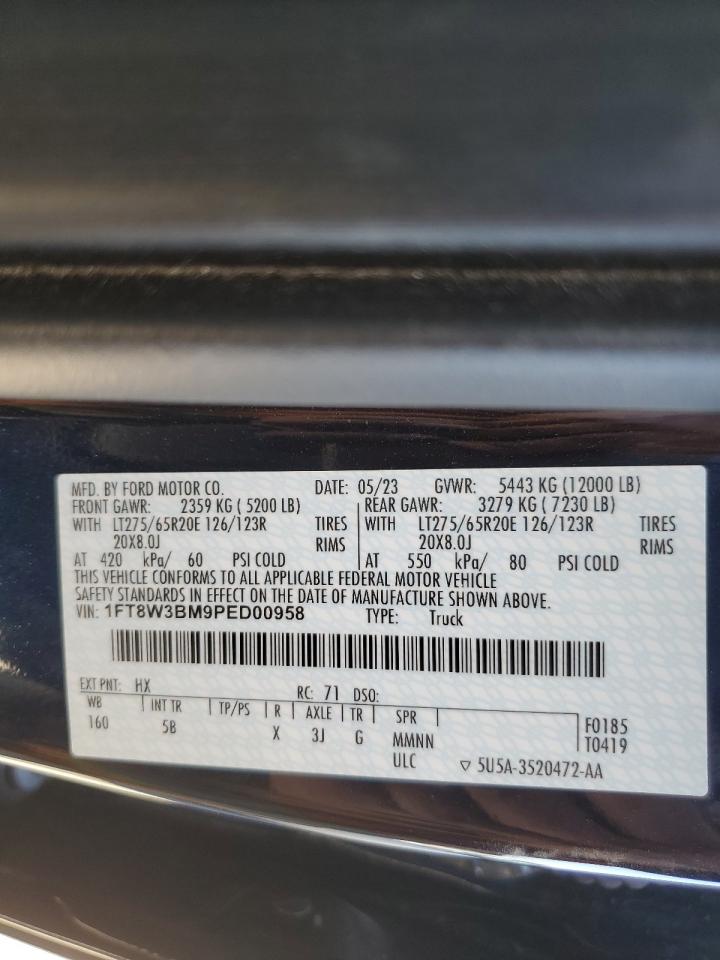 MFD. BY FORD MOTOR CO. DATE: 05/23 GVWR: 5443 KG (12000 LB)
FRONT GAWR: 2359 KG ( 5200 LB) REAR GAWR: 3279 KG ( 7230 LB)
WITH LT275/65R20E 126/123R TIRES WITH LT275/65R20E 126/123R TIRES
20X8.0J RIMS 20X8.0J RIMS
AT 420 kPa/ 60 PSI COLD AT 550 kPa/ 80 PSI COLD
THIS VEHICLE CONFORMS TO ALL APPLICABLE FEDERAL MOTOR VEHICLE
SAFETY STANDARDS IN EFFECT ON THE DATE OF MANUFACTURE SHOWN ABOVE.
VIN: 1FT8W3BM9PED00958 TYPE: Truck
EXT PNT: HX RC: 71 DSO:
WB INT TR TP/PS R AXLE TR SPR F0185
160 5B X 3J G MMNN T0419
ULC ▽ 5U5A-3520472-AA